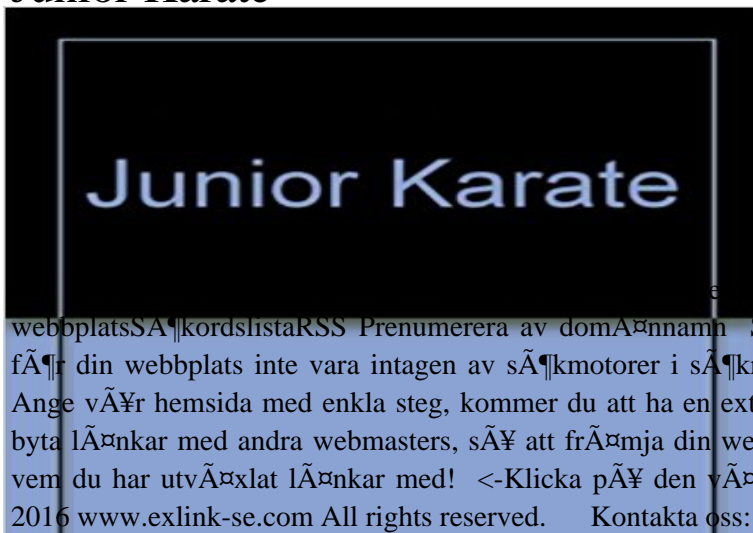 Junior Karate
Junior Karate
webbplatsSÃ¶kordslistaRSS Prenumerera av domÃ¤nnamn
fÃ¶r din webbplats inte vara intagen av sÃ¶kmotorer i
Ange vÃ¥r hemsida med enkla steg, kommer du att ha en
byta lÃ¤nkar med andra webmasters, sÃ¥ att frÃ¤mja din
vem du har utvÃ¤xlat lÃ¤nkar med! <-Klicka pÃ¥ den
2016 www.exlink-se.com All rights reserved. Kontakta oss: